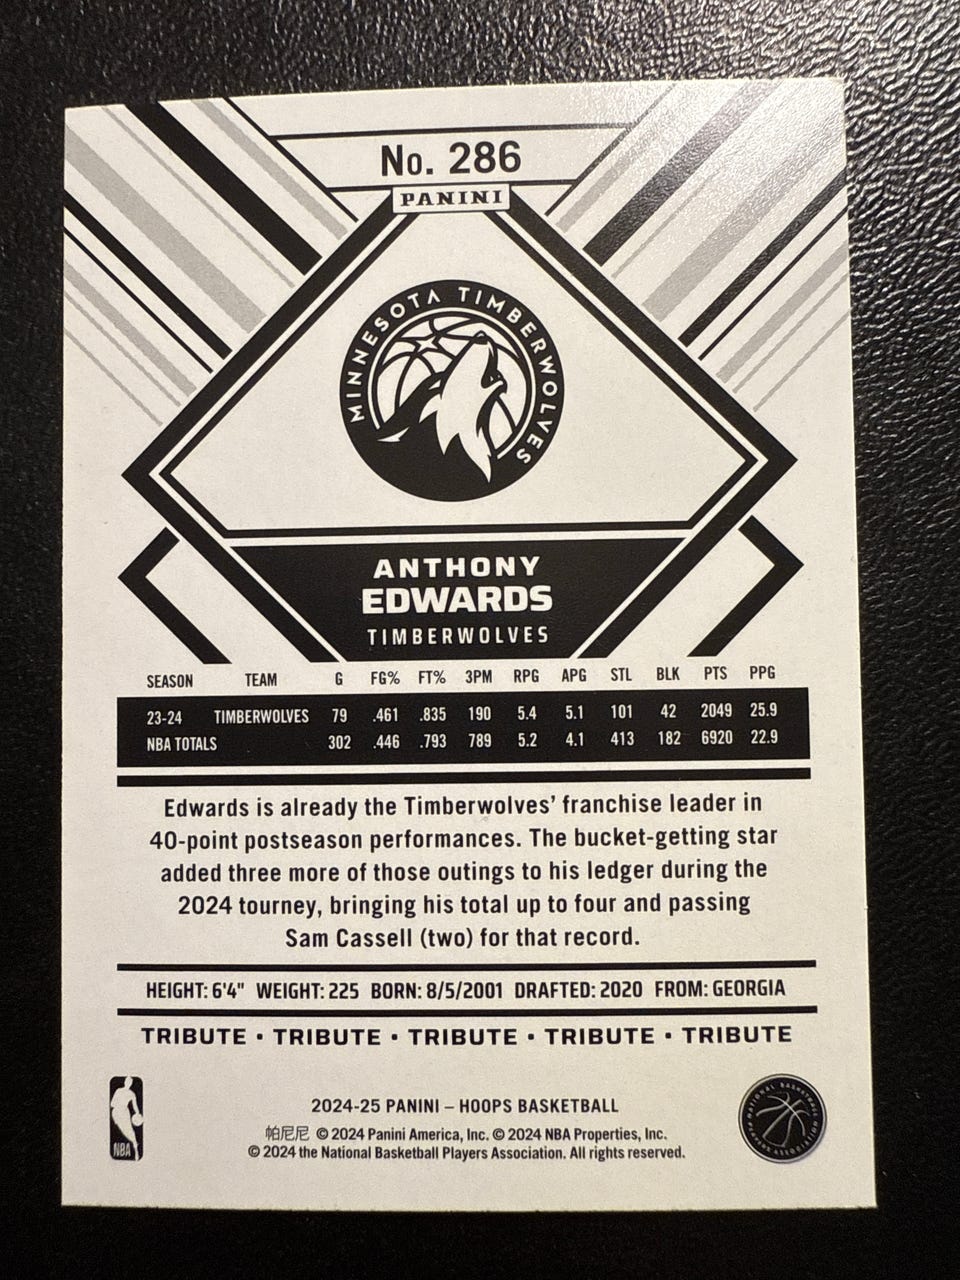 No. 286
PANINI
MINNESOTA TIMBERWOLVES
ANTHONY
EDWARDS
TIMBERWOLVES
SEASON TEAM G FG% FT% 3PM RPG APG STL BLK PTS PPG
23-24 TIMBERWOLVES 79 .461 .835 190 5.4 5.1 101 42 2049 25.9
NBA TOTALS 302 .446 .793 789 5.2 4.1 413 182 6920 22.9
Edwards is already the Timberwolves' franchise leader in
40-point postseason performances. The bucket-getting star
added three more of those outings to his ledger during the
2024 tourney, bringing his total up to four and passing
Sam Cassell (two) for that record.
HEIGHT: 6'4" WEIGHT: 225 BORN: 8/5/2001 DRAFTED: 2020 FROM: GEORGIA
TRIBUTE • TRIBUTE • TRIBUTE • TRIBUTE • TRIBUTE
NBA
2024-25 PANINI – HOOPS BASKETBALL
帕尼尼 © 2024 Panini America, Inc. © 2024 NBA Properties, Inc.
© 2024 the National Basketball Players Association. All rights reserved.
NATIONAL BASKETBALL PLAYERS ASSOCIATION